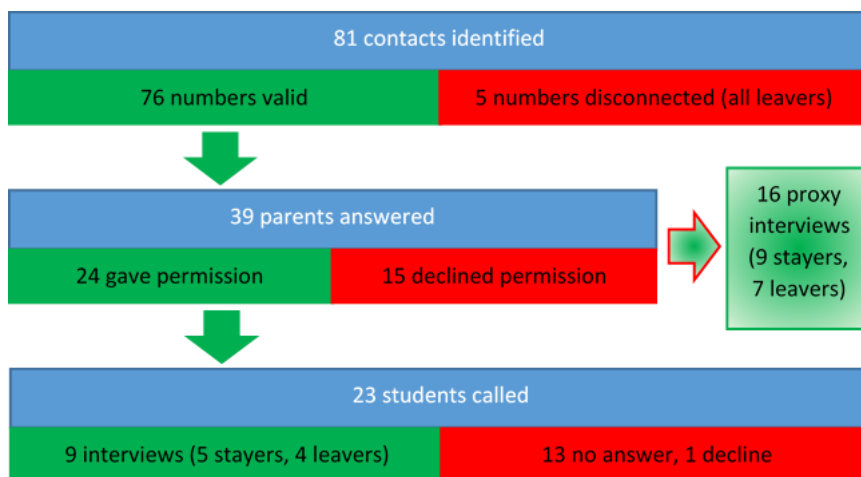 81 contacts identified
76 numbers valid
5 numbers disconnected (all leavers)
39 parents answered
24 gave permission
15 declined permission
16 proxy
interviews
(9 stayers,
7 leavers)
23 students called
9 interviews (5 stayers, 4 leavers)
13 no answer, 1 decline